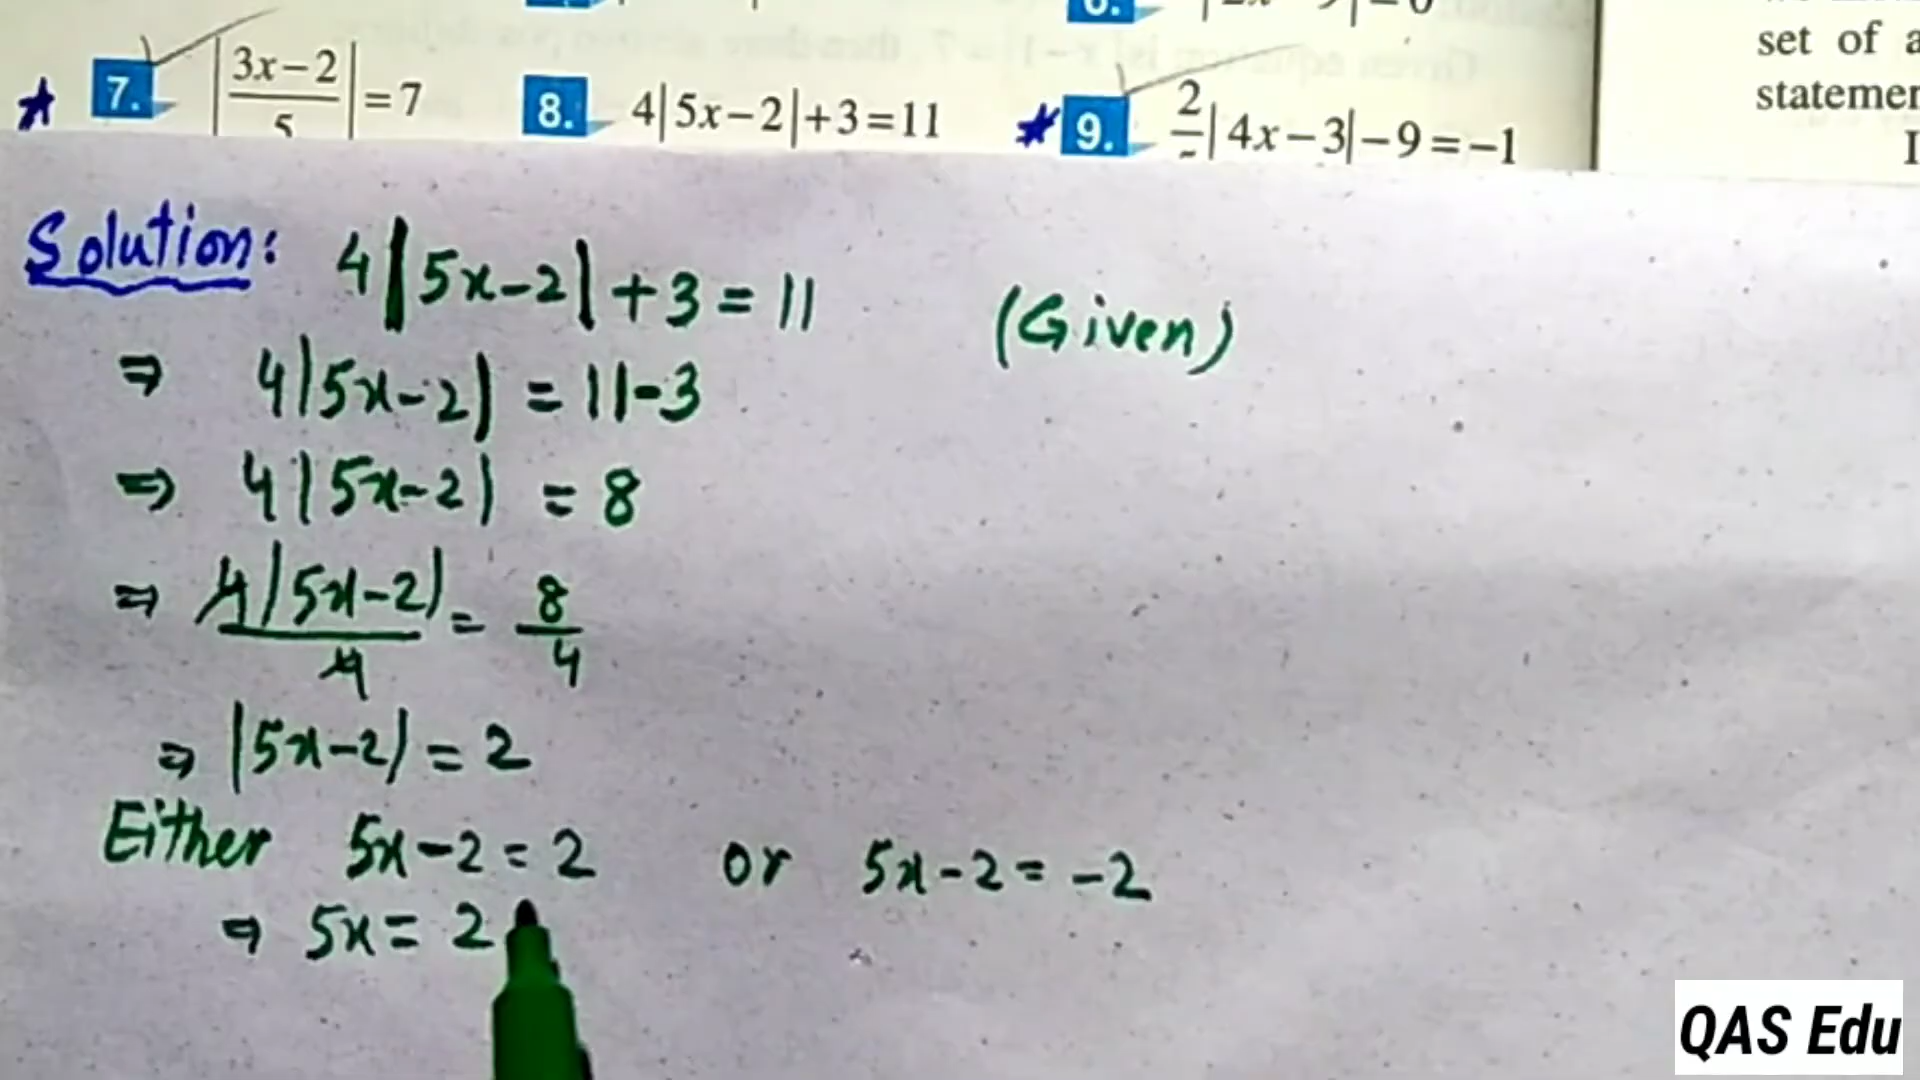 7. |3x-2/5| = 7 8. 4|5x-2|+3=11 9. 2/ |4x-3|-9=-1
set of a
statemen
Solution: 4|5x-2|+3=11 (Given)
⇒ 4|5x-2| = 11-3
⇒ 4|5x-2| = 8
⇒ 4|5x-2|/4 = 8/4
⇒ |5x-2| = 2
Either 5x-2=2 or 5x-2=-2
⇒ 5x= 2
QAS Edu